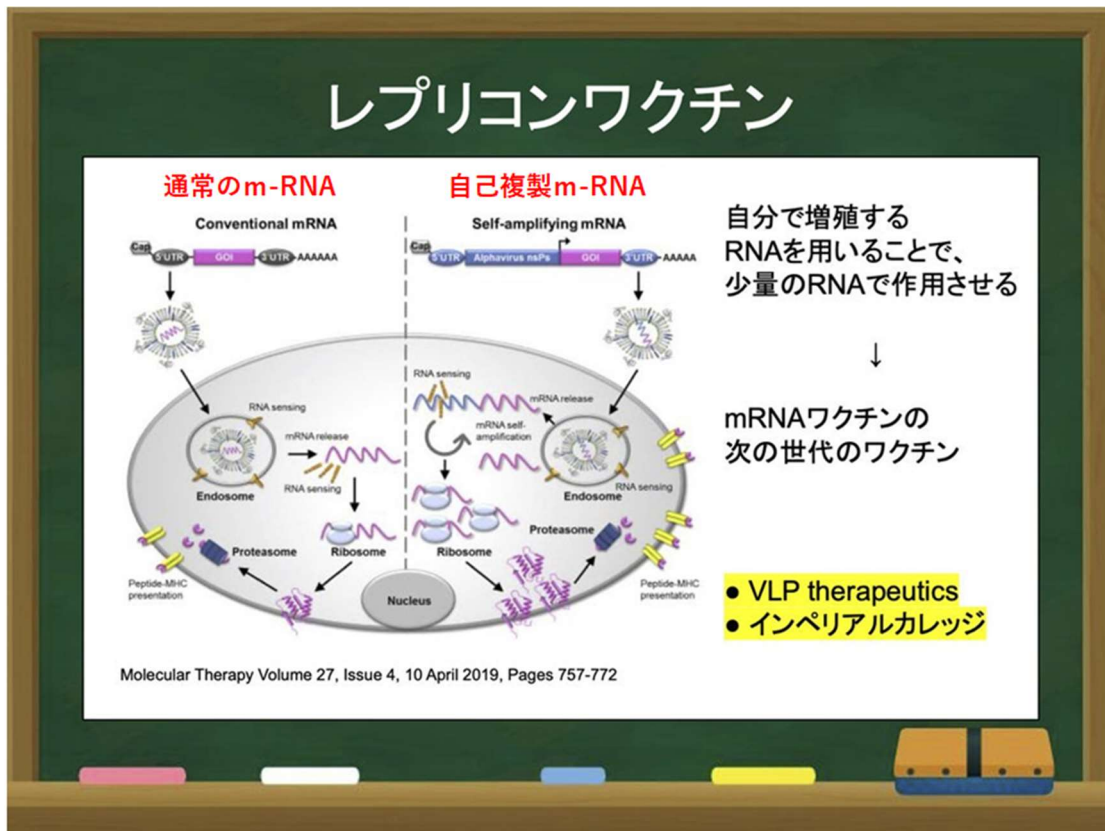 レプリコンワクチン
通常のm-RNA
自己複製m-RNA
Conventional mRNA
Self-amplifying mRNA
Cap
5'UTR
GOI
3'UTR
AAAAAA
Cap
5'UTR
Alphavirus nsPs
GOI
3'UTR
AAAAA
RNA sensing
mRNA release
RNA sensing
Endosome
Proteasome
Ribosome
Peptide-MHC
presentation
Nucleus
RNA sensing
mRNA release
mRNA self-
amplification
RNA sensing
Endosome
Proteasome
Ribosome
Peptide-MHC
presentation
自分で増殖する
RNAを用いることで、
少量のRNAで作用させる
↓
mRNAワクチンの
次の世代のワクチン
● VLP therapeutics
● インペリアルカレッジ
Molecular Therapy Volume 27, Issue 4, 10 April 2019, Pages 757-772